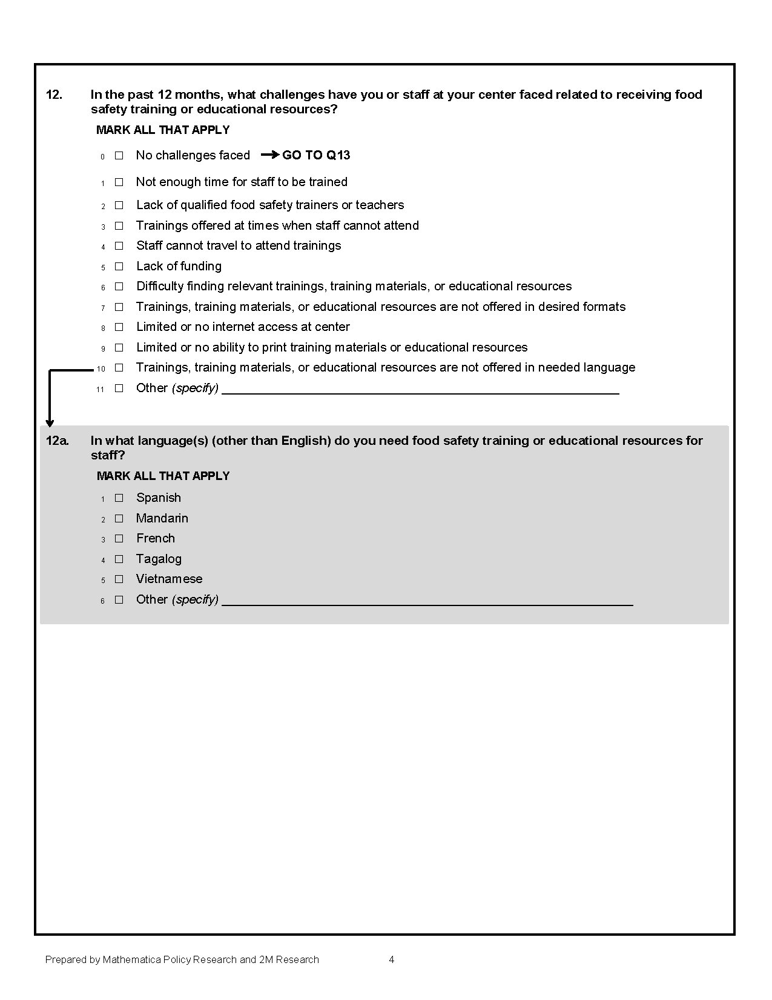 12. In the past 12 months, what challenges have you or staff at your center faced related to receiving food
safety training or educational resources?
MARK ALL THAT APPLY
0 □ No challenges faced → GO TO Q13
1 □ Not enough time for staff to be trained
2 □ Lack of qualified food safety trainers or teachers
3 □ Trainings offered at times when staff cannot attend
4 □ Staff cannot travel to attend trainings
5 □ Lack of funding
6 □ Difficulty finding relevant trainings, training materials, or educational resources
7 □ Trainings, training materials, or educational resources are not offered in desired formats
8 □ Limited or no internet access at center
9 □ Limited or no ability to print training materials or educational resources
10 □ Trainings, training materials, or educational resources are not offered in needed language
11 □ Other (specify) ____________________
12a. In what language(s) (other than English) do you need food safety training or educational resources for
staff?
MARK ALL THAT APPLY
1 □ Spanish
2 □ Mandarin
3 □ French
4 □ Tagalog
5 □ Vietnamese
6 □ Other (specify) ____________________
Prepared by Mathematica Policy Research and 2M Research 4